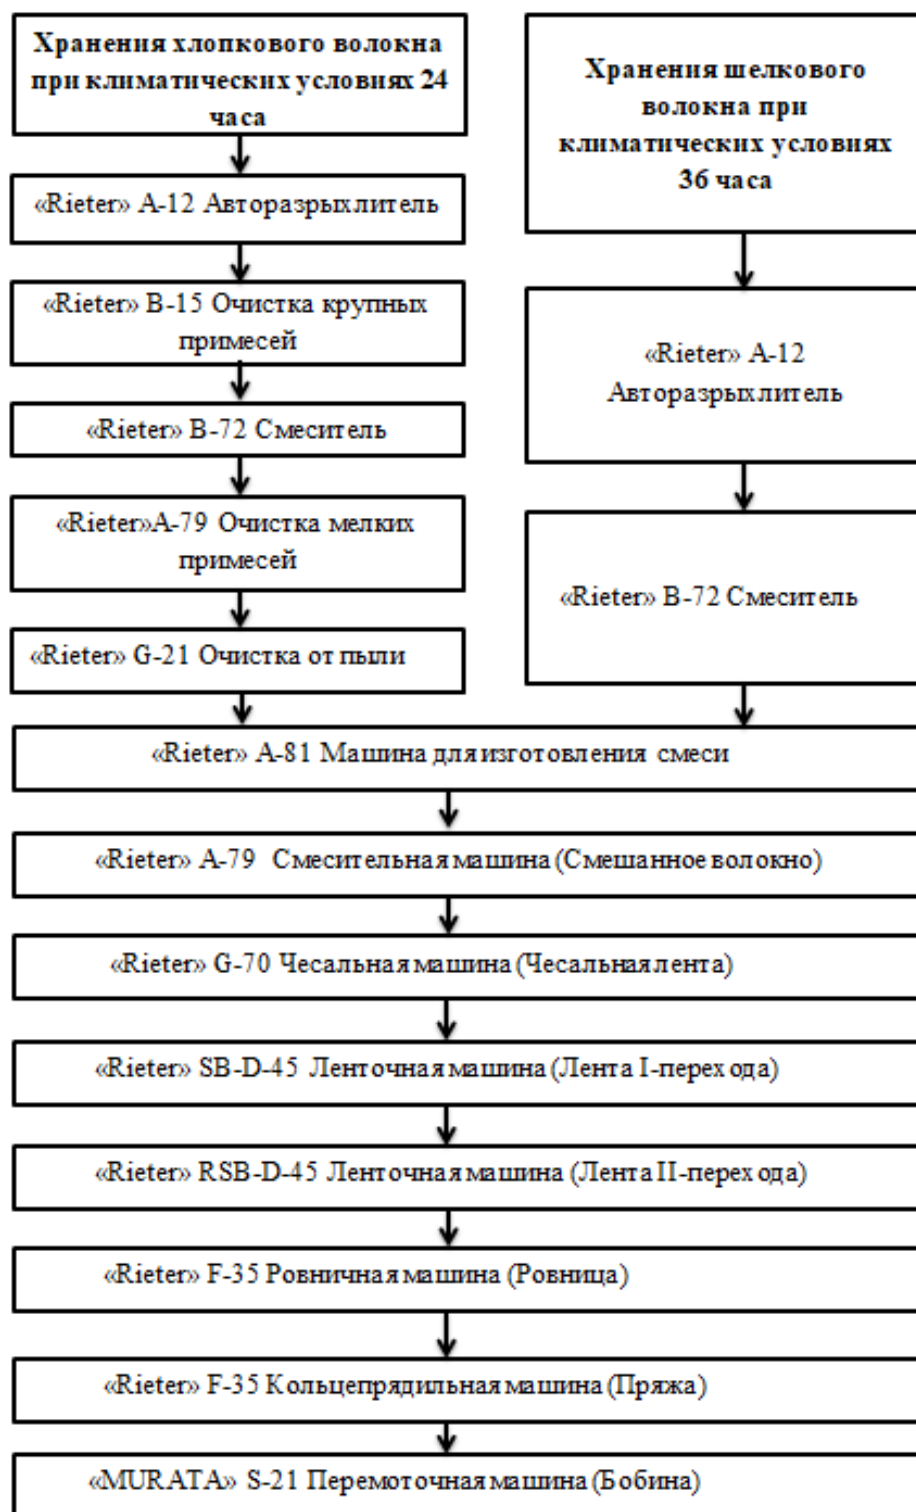 Хранения хлопкового волокна
при климатических условиях 24
часа
«Rieter» A-12 Авторазрыхлитель
«Rieter» B-15 Очистка крупных
примесей
«Rieter» B-72 Смеситель
«Rieter»A-79 Очистка мелких
примесей
«Rieter» G-21 Очистка от пыли
Хранения шелкового
волокна при
климатических условиях
36 часа
«Rieter» A-12
Авторазрыхлитель
«Rieter» B-72 Смеситель
«Rieter» A-81 Машина для изготовления смеси
«Rieter» A-79 Смесительная машина (Смешанное волокно)
«Rieter» G-70 Чесальная машина (Чесальная лента)
«Rieter» SB-D-45 Ленточная машина (Лента I-перехода)
«Rieter» RSB-D-45 Ленточная машина (Лента II-перехода)
«Rieter» F-35 Ровничная машина (Ровница)
«Rieter» F-35 Кольцепрядильная машина (Пряжа)
«MURATA» S-21 Перемоточная машина (Бобина)